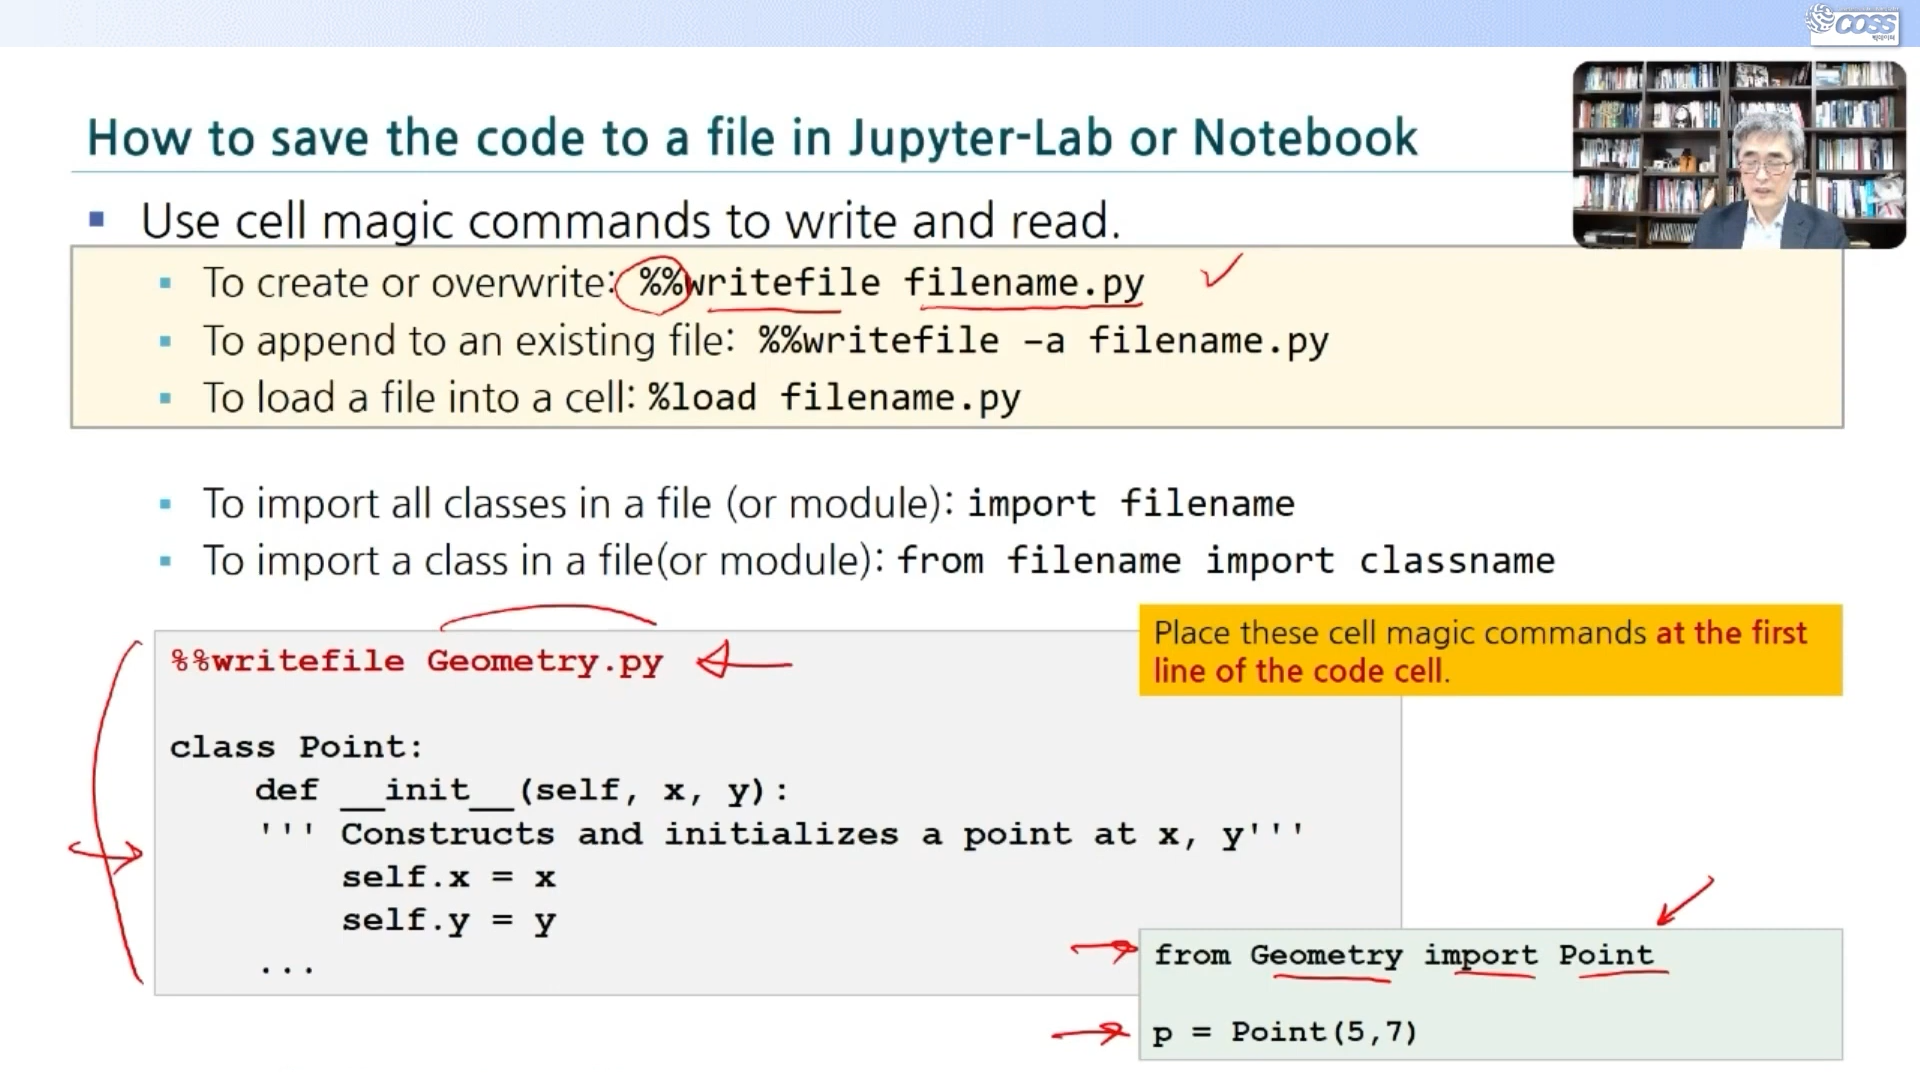 COSS
빅데이터
How to save the code to a file in Jupyter-Lab or Notebook
Use cell magic commands to write and read.
To create or overwrite: %%writefile filename.py
To append to an existing file: %%writefile –a filename.py
To load a file into a cell: %load filename.py
To import all classes in a file (or module): import filename
To import a class in a file(or module): from filename import classname
Place these cell magic commands at the first
line of the code cell.
%%writefile Geometry.py
class Point:
def __init__(self, x, y):
''' Constructs and initializes a point at x, y'''
self.x = x
self.y = y
...
from Geometry import Point
p = Point(5,7)